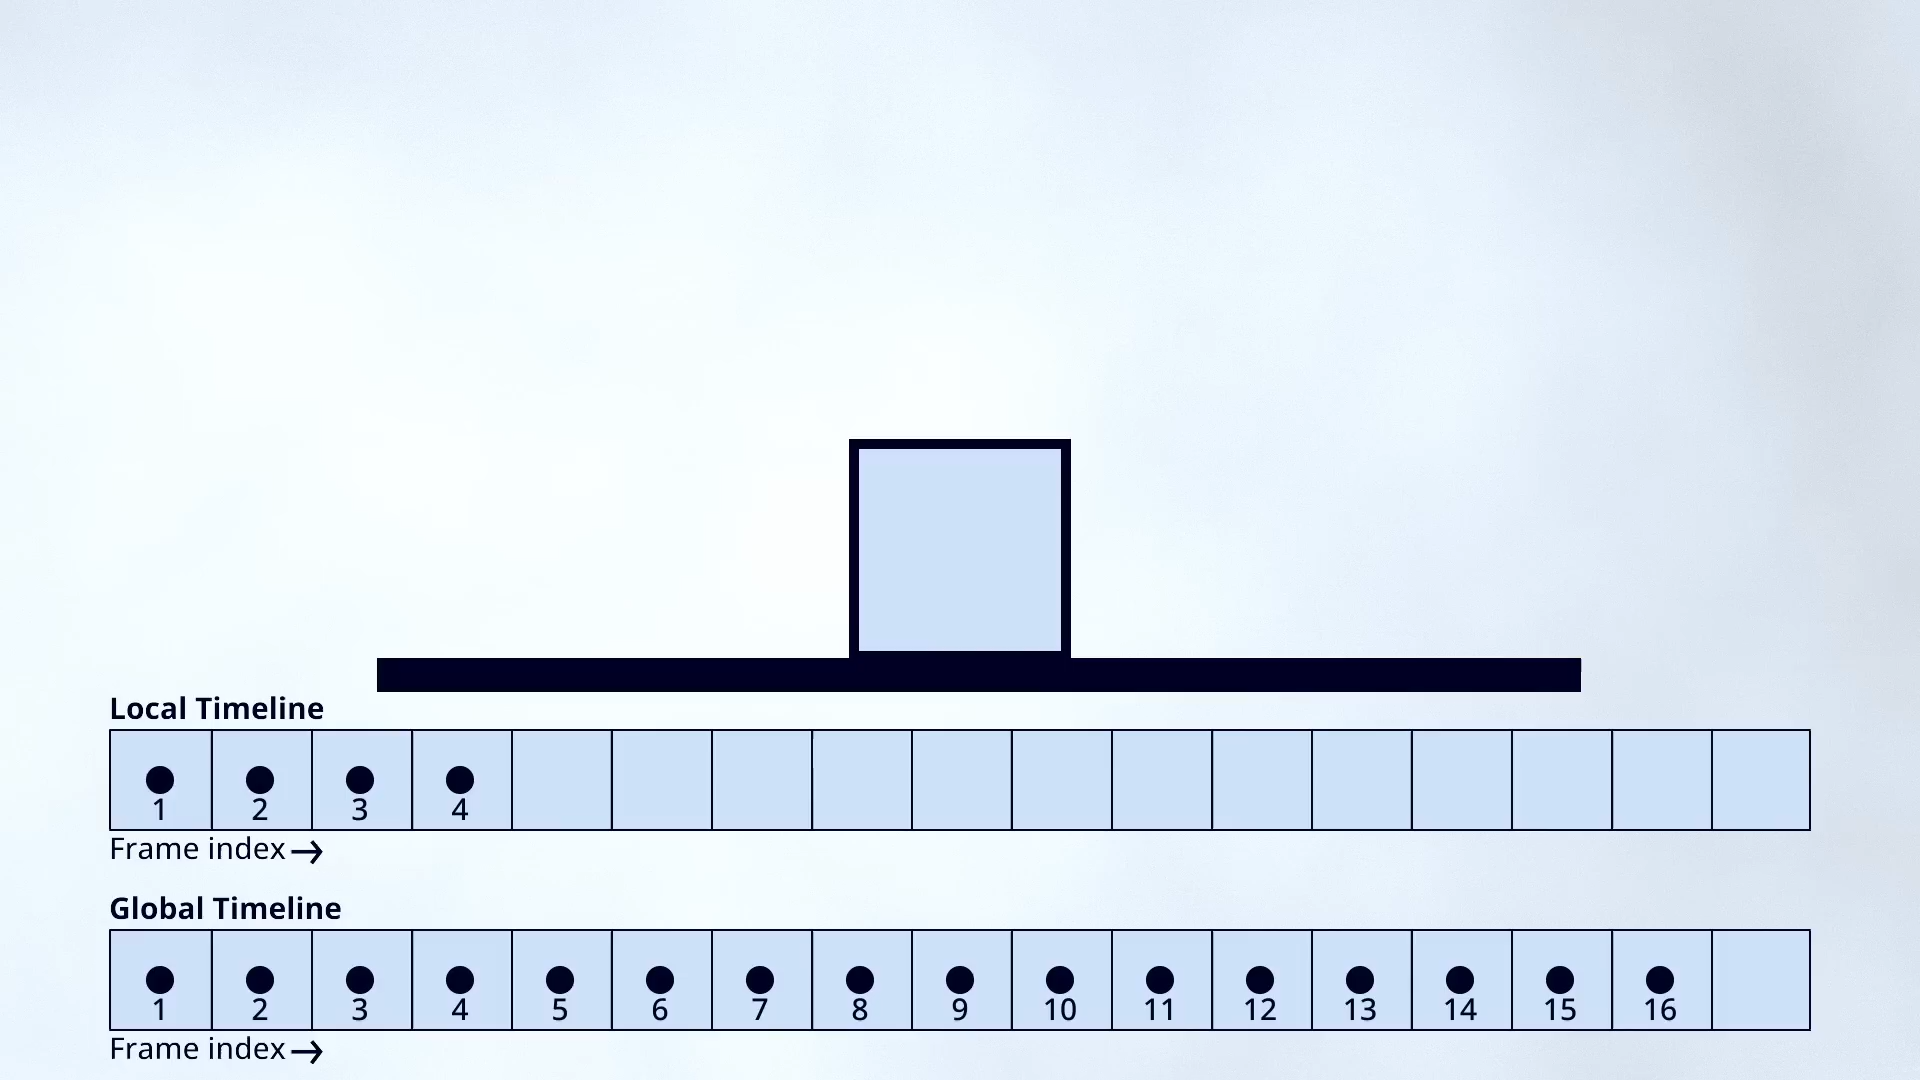 Local Timeline
1 2 3 4
Frame index→
Global Timeline
1 2 3 4 5 6 7 8 9 10 11 12 13 14 15 16
Frame index→